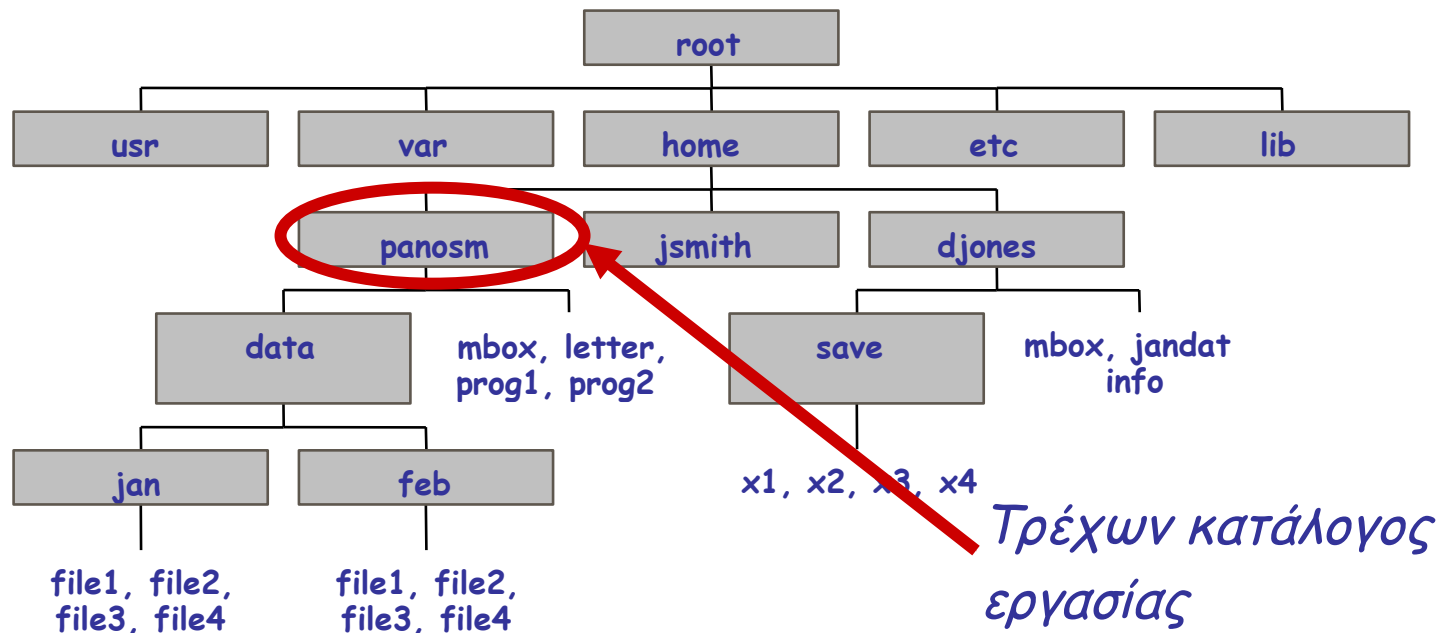 root
usr
var
home
etc
lib
panosm
jsmith
djones
data
mbox, letter,
prog1, prog2
save
mbox, jandat
info
jan
feb
x1, x2, x3, x4
Τρέχων κατάλογος
εργασίας
file1, file2,
file3, file4
file1, file2,
file3, file4